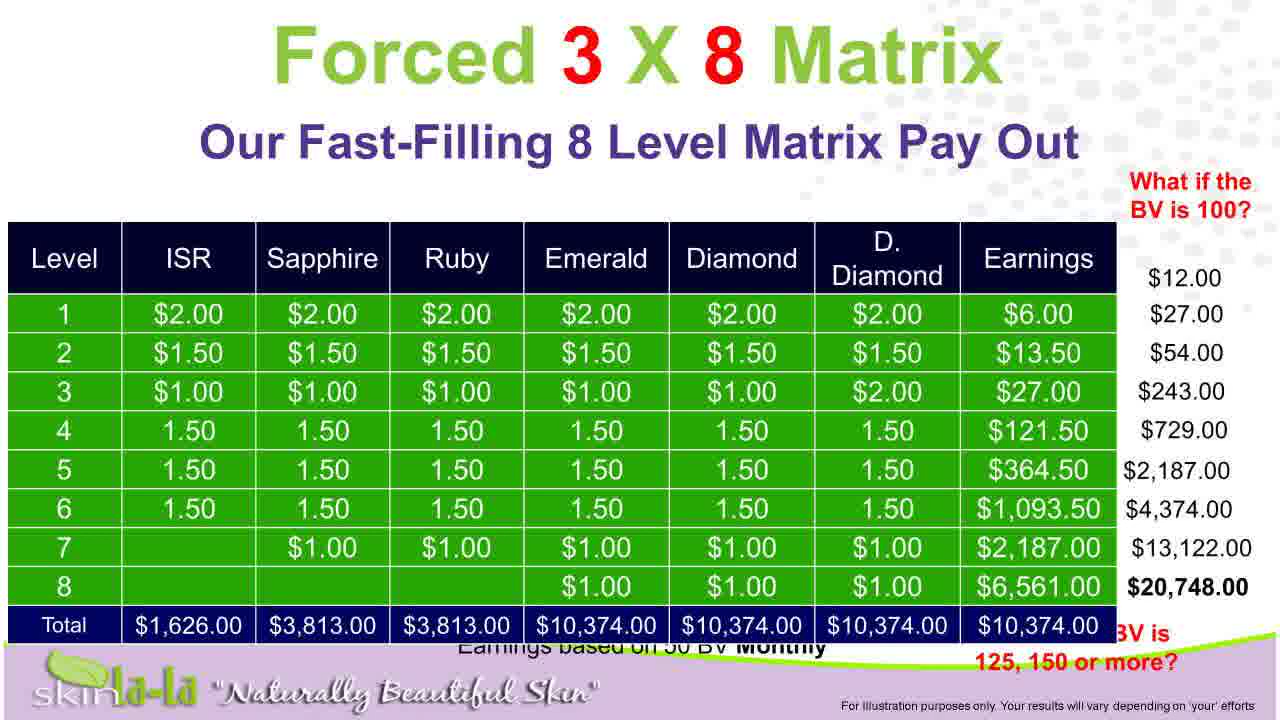 Forced 3 X 8 Matrix
Our Fast-Filling 8 Level Matrix Pay Out
What if the
BV is 100?
Level ISR Sapphire Ruby Emerald Diamond D. Diamond Earnings
$12.00
1 $2.00 $2.00 $2.00 $2.00 $2.00 $2.00 $6.00 $27.00
2 $1.50 $1.50 $1.50 $1.50 $1.50 $1.50 $13.50 $54.00
3 $1.00 $1.00 $1.00 $1.00 $1.00 $2.00 $27.00 $243.00
4 1.50 1.50 1.50 1.50 1.50 1.50 $121.50 $729.00
5 1.50 1.50 1.50 1.50 1.50 1.50 $364.50 $2,187.00
6 1.50 1.50 1.50 1.50 1.50 1.50 $1,093.50 $4,374.00
7 $1.00 $1.00 $1.00 $1.00 $1.00 $2,187.00 $13,122.00
8 $1.00 $1.00 $1.00 $6,561.00 $20,748.00
Total $1,626.00 $3,813.00 $3,813.00 $10,374.00 $10,374.00 $10,374.00 $10,374.00
BV is
Earnings based on 50 BV Monthly
125, 150 or more?
skin la-la "Naturally Beautiful Skin"
For Illustration purposes only. Your results will vary depending on 'your' efforts